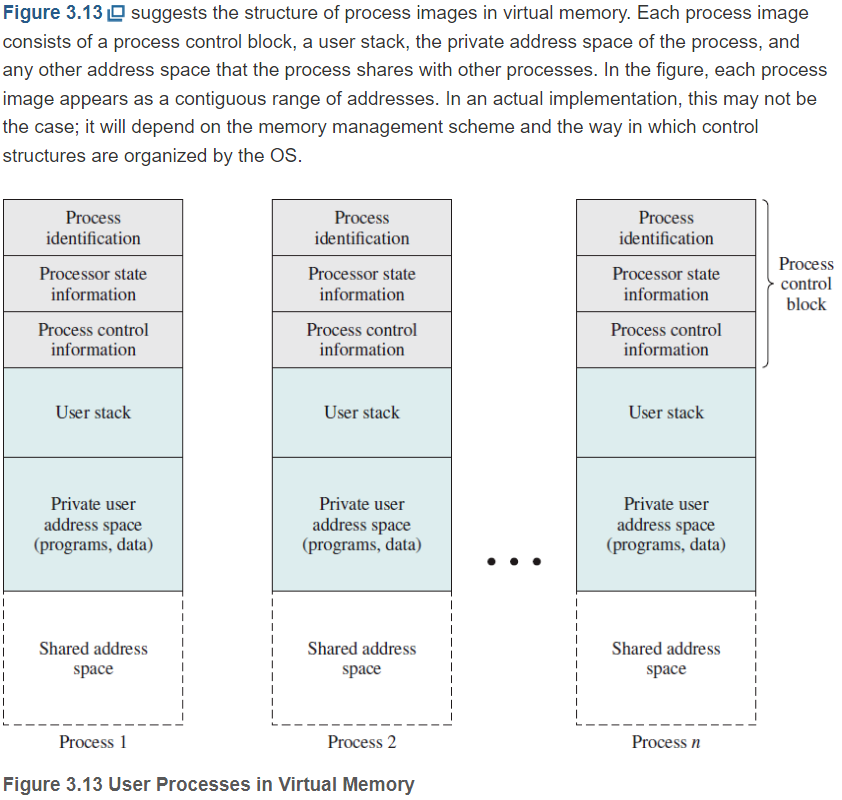 Figure 3.13 suggests the structure of process images in virtual memory. Each process image
consists of a process control block, a user stack, the private address space of the process, and
any other address space that the process shares with other processes. In the figure, each process
image appears as a contiguous range of addresses. In an actual implementation, this may not be
the case; it will depend on the memory management scheme and the way in which control
structures are organized by the OS.
Process
identification
Processor state
information
Process control
information
User stack
Private user
address space
(programs, data)
Shared address
space
Process 1
Process
identification
Processor state
information
Process control
information
User stack
Private user
address space
(programs, data)
Shared address
space
Process 2
• • •
Process
identification
Processor state
information
Process control
information
User stack
Private user
address space
(programs, data)
Shared address
space
Process n
Process
control
block
Figure 3.13 User Processes in Virtual Memory